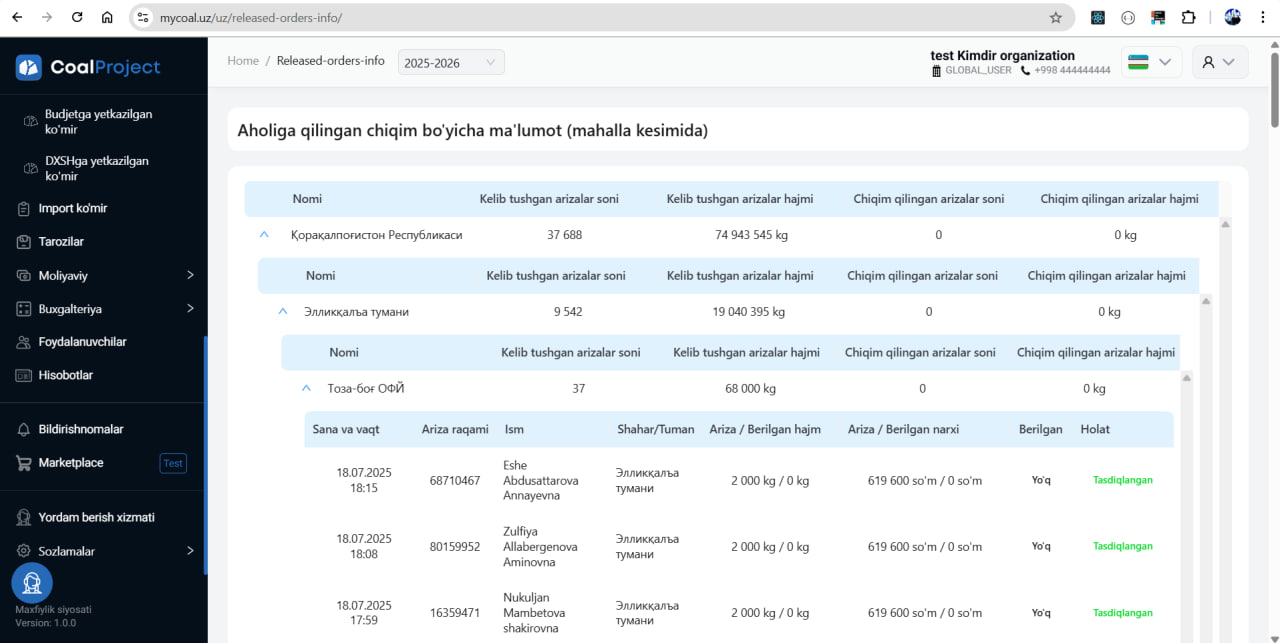 mycoal.uz/uz/released-orders-info/
CoalProject
Home / Released-orders-info
2025-2026
test Kimdir organization
GLOBAL_USER +998 444444444
Budjetga yetkazilgan
ko'mir
DXSHga yetkazilgan
ko'mir
Import ko'mir
Tarozilar
Moliyaviy
Buxgalteriya
Foydalanuvchilar
Hisobotlar
Bildirishnomalar
Marketplace Test
Yordam berish xizmati
Sozlamalar
Maxfiylik siyosati
Version: 1.0.0
Aholiga qilingan chiqim bo'yicha ma'lumot (mahalla kesimida)
Nomi Kelib tushgan arizalar soni Kelib tushgan arizalar hajmi Chiqim qilingan arizalar soni Chiqim qilingan arizalar hajmi
Қорақалпоғистон Республикаси 37 688 74 943 545 kg 0 0 kg
Nomi Kelib tushgan arizalar soni Kelib tushgan arizalar hajmi Chiqim qilingan arizalar soni Chiqim qilingan arizalar hajmi
Элликқалъа тумани 9 542 19 040 395 kg 0 0 kg
Nomi Kelib tushgan arizalar soni Kelib tushgan arizalar hajmi Chiqim qilingan arizalar soni Chiqim qilingan arizalar hajmi
Тоза-боғ ОФЙ 37 68 000 kg 0 0 kg
Sana va vaqt Ariza raqami Ism Shahar/Tuman Ariza / Berilgan hajm Ariza / Berilgan narxi Berilgan Holat
18.07.2025
18:15
68710467
Eshe
Abdusattarova
Annayevna
Элликқалъа
тумани
2 000 kg / 0 kg
619 600 so'm / 0 so'm
Yo'q
Tasdiqlangan
18.07.2025
18:08
80159952
Zulfiya
Allabergenova
Aminovna
Элликқалъа
тумани
2 000 kg / 0 kg
619 600 so'm / 0 so'm
Yo'q
Tasdiqlangan
18.07.2025
17:59
16359471
Nukuljan
Mambetova
shakirovna
Элликқалъа
тумани
2 000 kg / 0 kg
619 600 so'm / 0 so'm
Yo'q
Tasdiqlangan